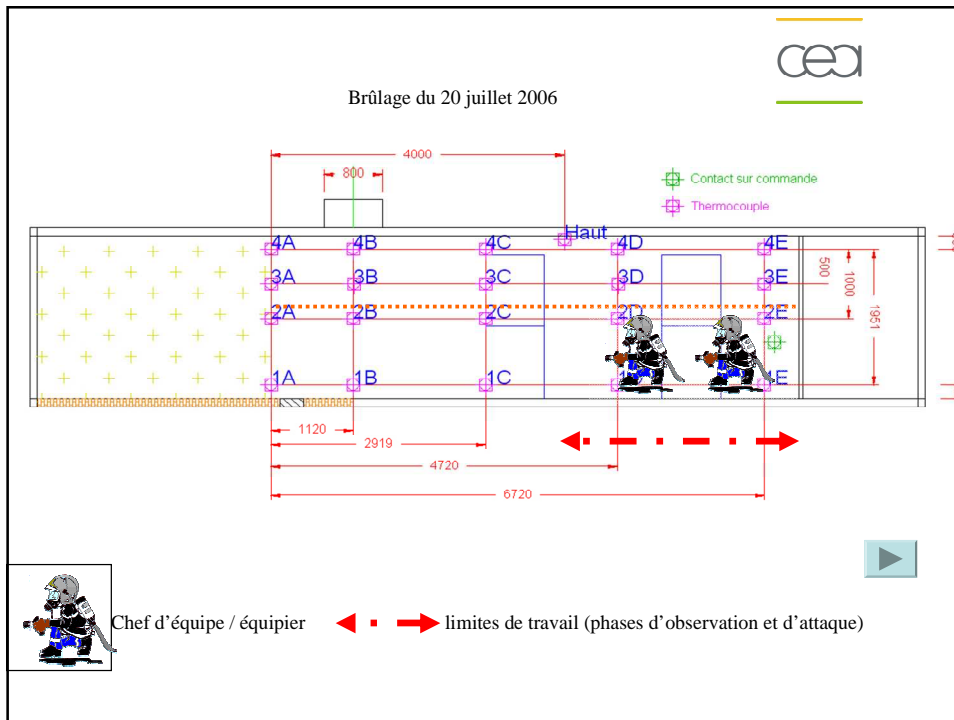 cea
Brûlage du 20 juillet 2006
4000
800
Contact sur commande
Thermocouple
Haut
4A 4B 4C 4D 4E
3A 3B 3C 3D 3E
500
1000
1951
2A 2B 2C 2D 2E
1A 1B 1C
1120
2919
4720
6720
Chef d'équipe / équipier
limites de travail (phases d'observation et d'attaque)